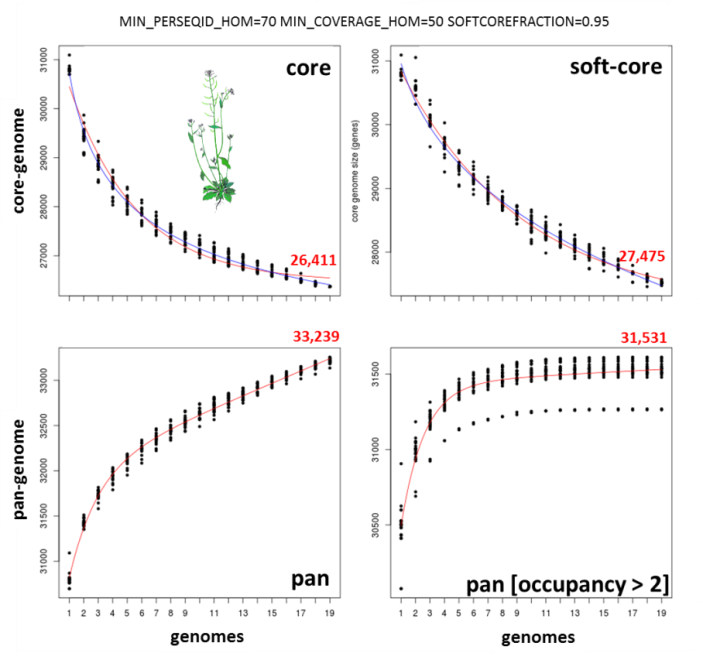 MIN_PERSEQID_HOM=70 MIN_COVERAGE_HOM=50 SOFTCOREFRACTION=0.95
core
soft-core
core-genome
31000
30000
29000
28000
27000
26,411
1 2 3 4 5 6 7 8 9 11 13 15 17 19
core genome size (genes)
31000
30000
29000
28000
27,475
1 2 3 4 5 6 7 8 9 11 13 15 17 19
33,239
31,531
pan-genome
33000
32500
32000
31500
31000
pan
1 2 3 4 5 6 7 8 9 11 13 15 17 19
genomes
31500
31000
30500
pan [occupancy > 2]
1 2 3 4 5 6 7 8 9 11 13 15 17 19
genomes